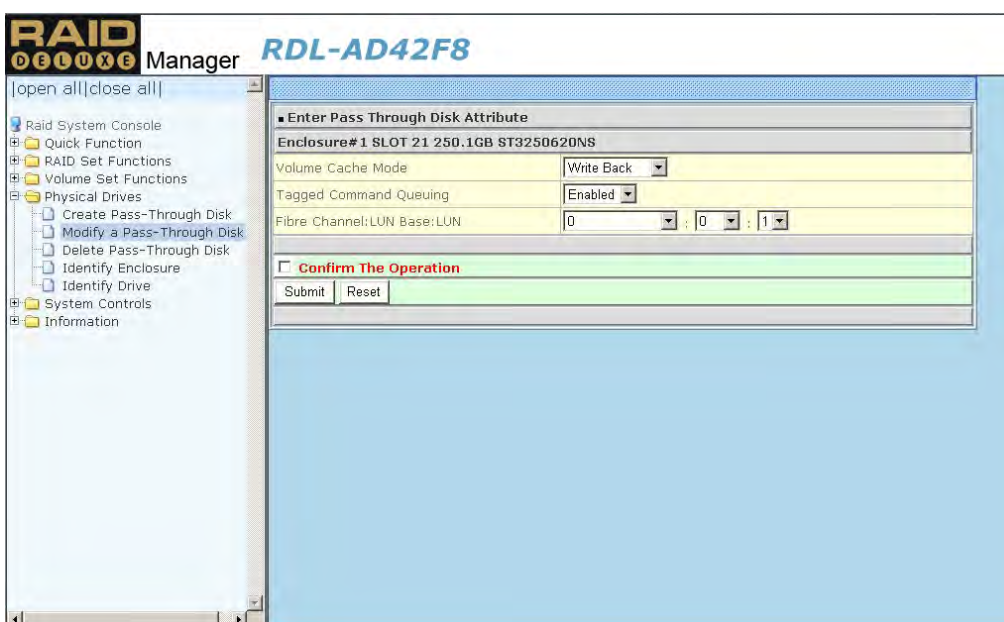 RAID
DELUXE Manager
RDL-AD42F8
|open all|close all|
Raid System Console
Quick Function
RAID Set Functions
Volume Set Functions
Physical Drives
Create Pass-Through Disk
Modify a Pass-Through Disk
Delete Pass-Through Disk
Identify Enclosure
Identify Drive
System Controls
Information
Enter Pass Through Disk Attribute
Enclosure#1 SLOT 21 250.1GB ST3250620NS
Volume Cache Mode Write Back
Tagged Command Queuing Enabled
Fibre Channel:LUN Base:LUN 0 : 0 : 1
Confirm The Operation
Submit Reset